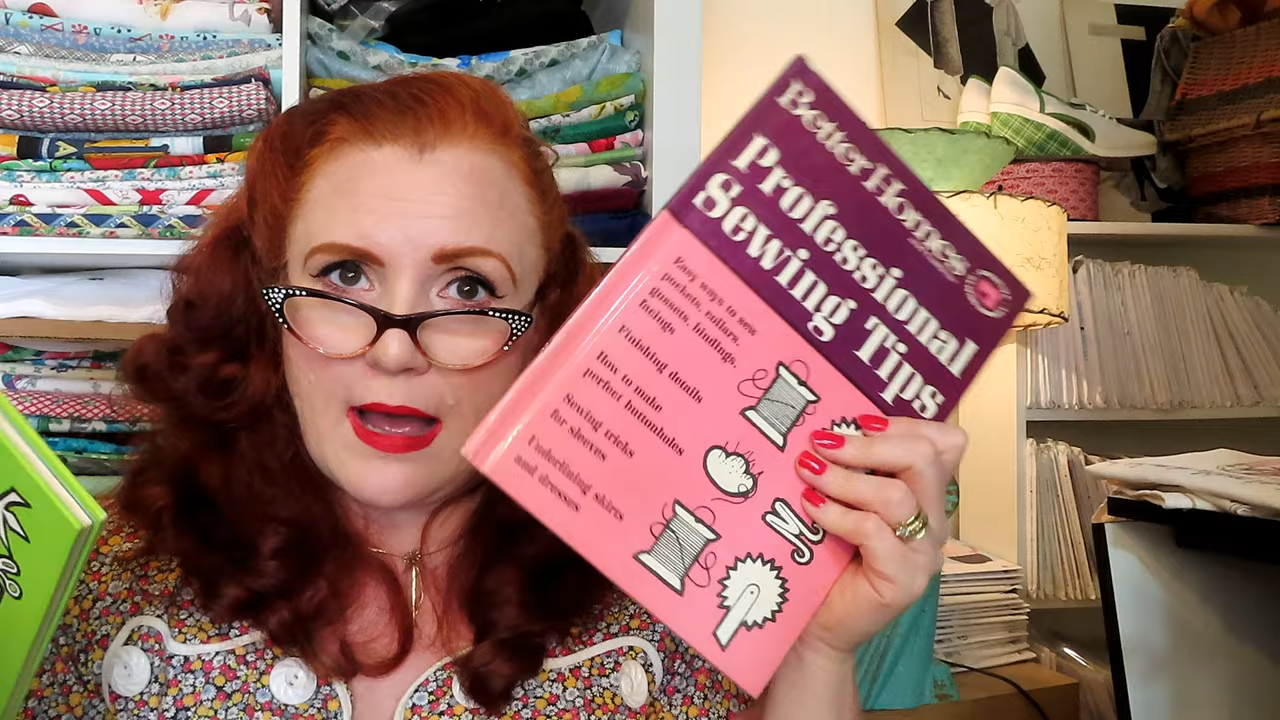 Better Homes
Professional
Sewing Tips
Easy ways to sew
pockets, collars,
gussets, bindings,
facings
Finishing details
How to make
perfect buttonholes
Sewing tricks
for sleeves
Underlining skirts
and dresses